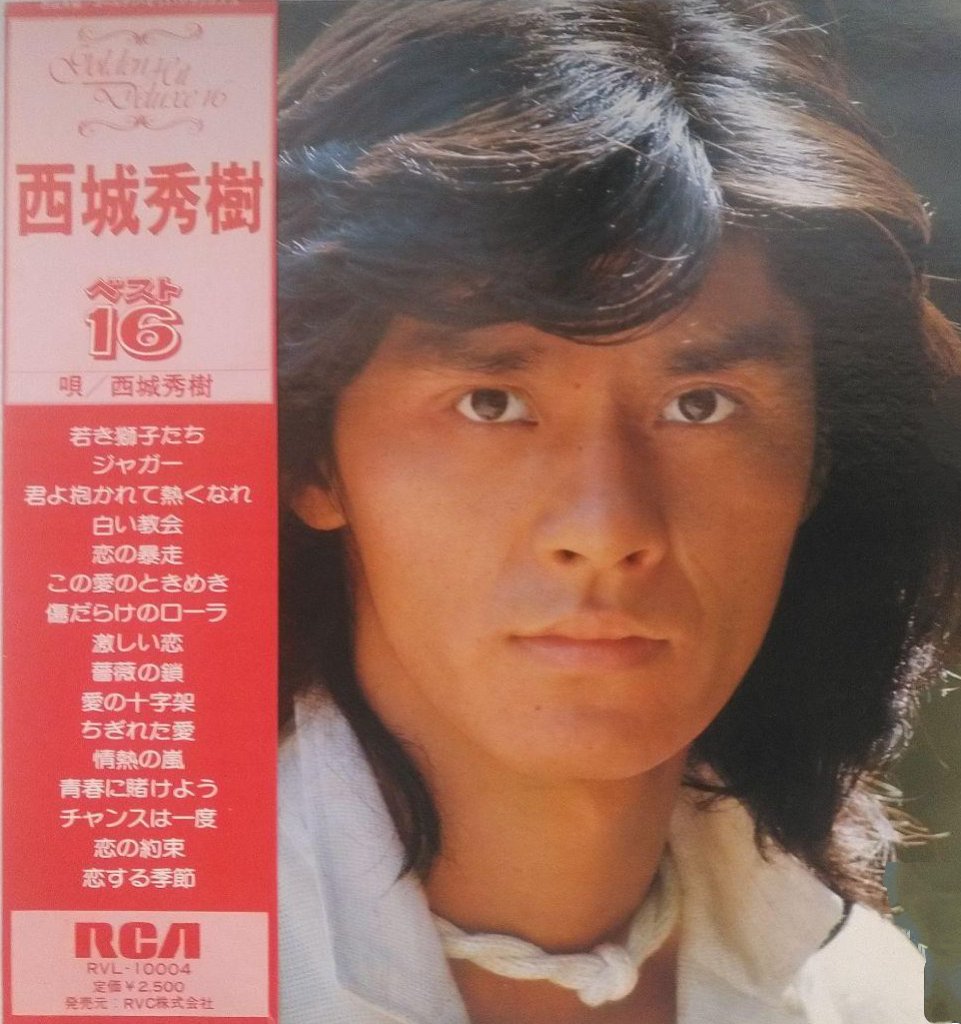 Golden Hit
Deluxe 16
西城秀樹
ベスト
16
唄／西城秀樹
若き獅子たち
ジャガー
君よ抱かれて熱くなれ
白い教会
恋の暴走
この愛のときめき
傷だらけのローラ
激しい恋
薔薇の鎖
愛の十字架
ちぎれた愛
情熱の嵐
青春に賭けよう
チャンスは一度
恋の約束
恋する季節
RCA
RVL-10004
定価￥2,500
発売元：RVC株式会社